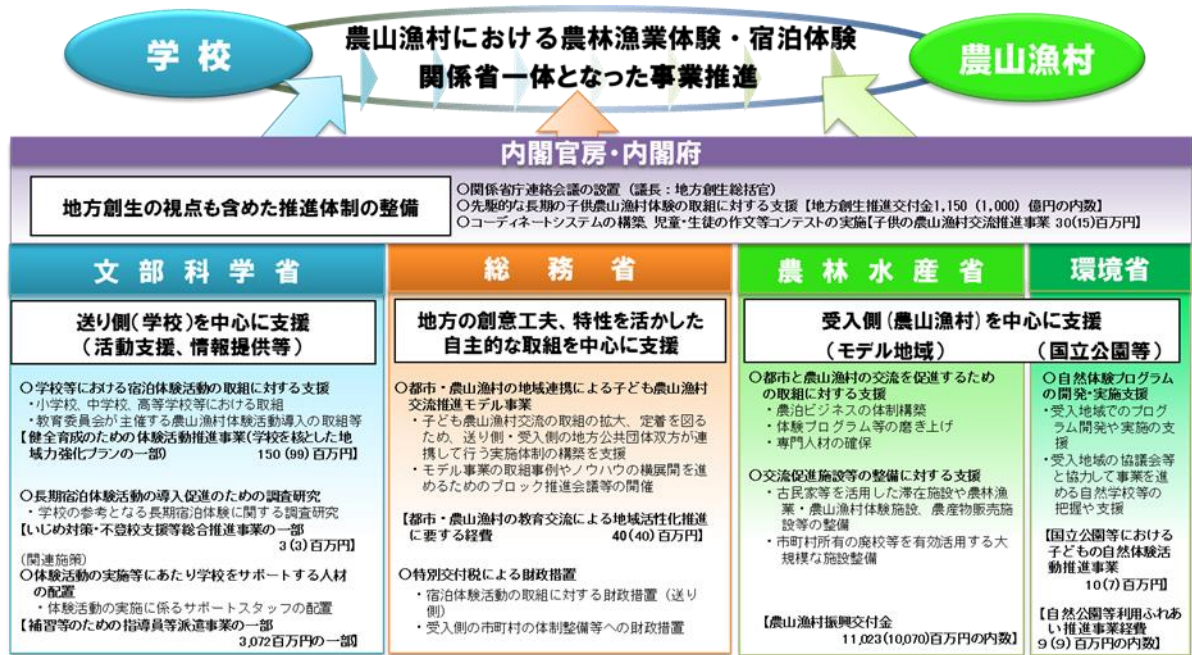 学校
農山漁村における農林漁業体験・宿泊体験
関係省一体となった事業推進
農山漁村
内閣官房・内閣府
地方創生の視点も含めた推進体制の整備
○関係省庁連絡会議の設置（議長：地方創生総括官）
○先駆的な長期の子供農山漁村体験の取組に対する支援【地方創生推進交付金1,150（1,000）億円の内数】
○コーディネートシステムの構築、児童・生徒の作文等コンテストの実施【子供の農山漁村交流推進事業 30(15)百万円】
文部科学省
送り側（学校）を中心に支援
（活動支援、情報提供等）
○学校等における宿泊体験活動の取組に対する支援
・小学校、中学校、高等学校等における取組
・教育委員会が主催する農山漁村体験活動導入の取組等
【健全育成のための体験活動推進事業（学校を核とした地
域力強化プランの一部） 150(99)百万円】
○長期宿泊体験活動の導入促進のための調査研究
・学校の参考となる長期宿泊体験に関する調査研究
【いじめ対策・不登校支援等総合推進事業の一部
3(3)百万円】
(関連施策)
○体験活動の実施等にあたり学校をサポートする人材
の配置
・体験活動の実施に係るサポートスタッフの配置
【補習等のための指導員等派遣事業の一部
3,072百万円の一部】
総務省
地方の創意工夫、特性を活かした
自主的な取組を中心に支援
○都市・農山漁村の地域連携による子ども農山漁村
交流推進モデル事業
・子ども農山漁村交流の取組の拡大、定着を図る
ため、送り側・受入側の地方公共団体双方が連
携して行う実施体制の構築を支援
・モデル事業の取組事例やノウハウの横展開を進
めるためのブロック推進会議等の開催
【都市・農山漁村の教育交流による地域活性化推進
に要する経費 40(40)百万円】
○特別交付税による財政措置
・宿泊体験活動の取組に対する財政措置（送り
側）
・受入側の市町村の体制整備等への財政措置
農林水産省
環境省
受入側（農山漁村）を中心に支援
（モデル地域） （国立公園等）
○都市と農山漁村の交流を促進するため
の取組に対する支援
・農泊ビジネスの体制構築
・体験プログラム等の磨き上げ
・専門人材の確保
○交流促進施設等の整備に対する支援
・古民家等を活用した滞在施設や農林漁
業・農山漁村体験施設、農産物販売施
設等の整備
・市町村所有の廃校等を有効活用する大
規模な施設整備
【農山漁村振興交付金
11,023(10,070)百万円の内数】
○自然体験プログラム
の開発・実施支援
・受入地域でのプログ
ラム開発や実施の支
援
・受入地域の協議会等
と協力して事業を進
める自然学校等の
把握や支援
【国立公園等における
子どもの自然体験活
動推進事業
10(7)百万円】
【自然公園等利用ふれあ
い推進事業経費
9(9)百万円の内数】